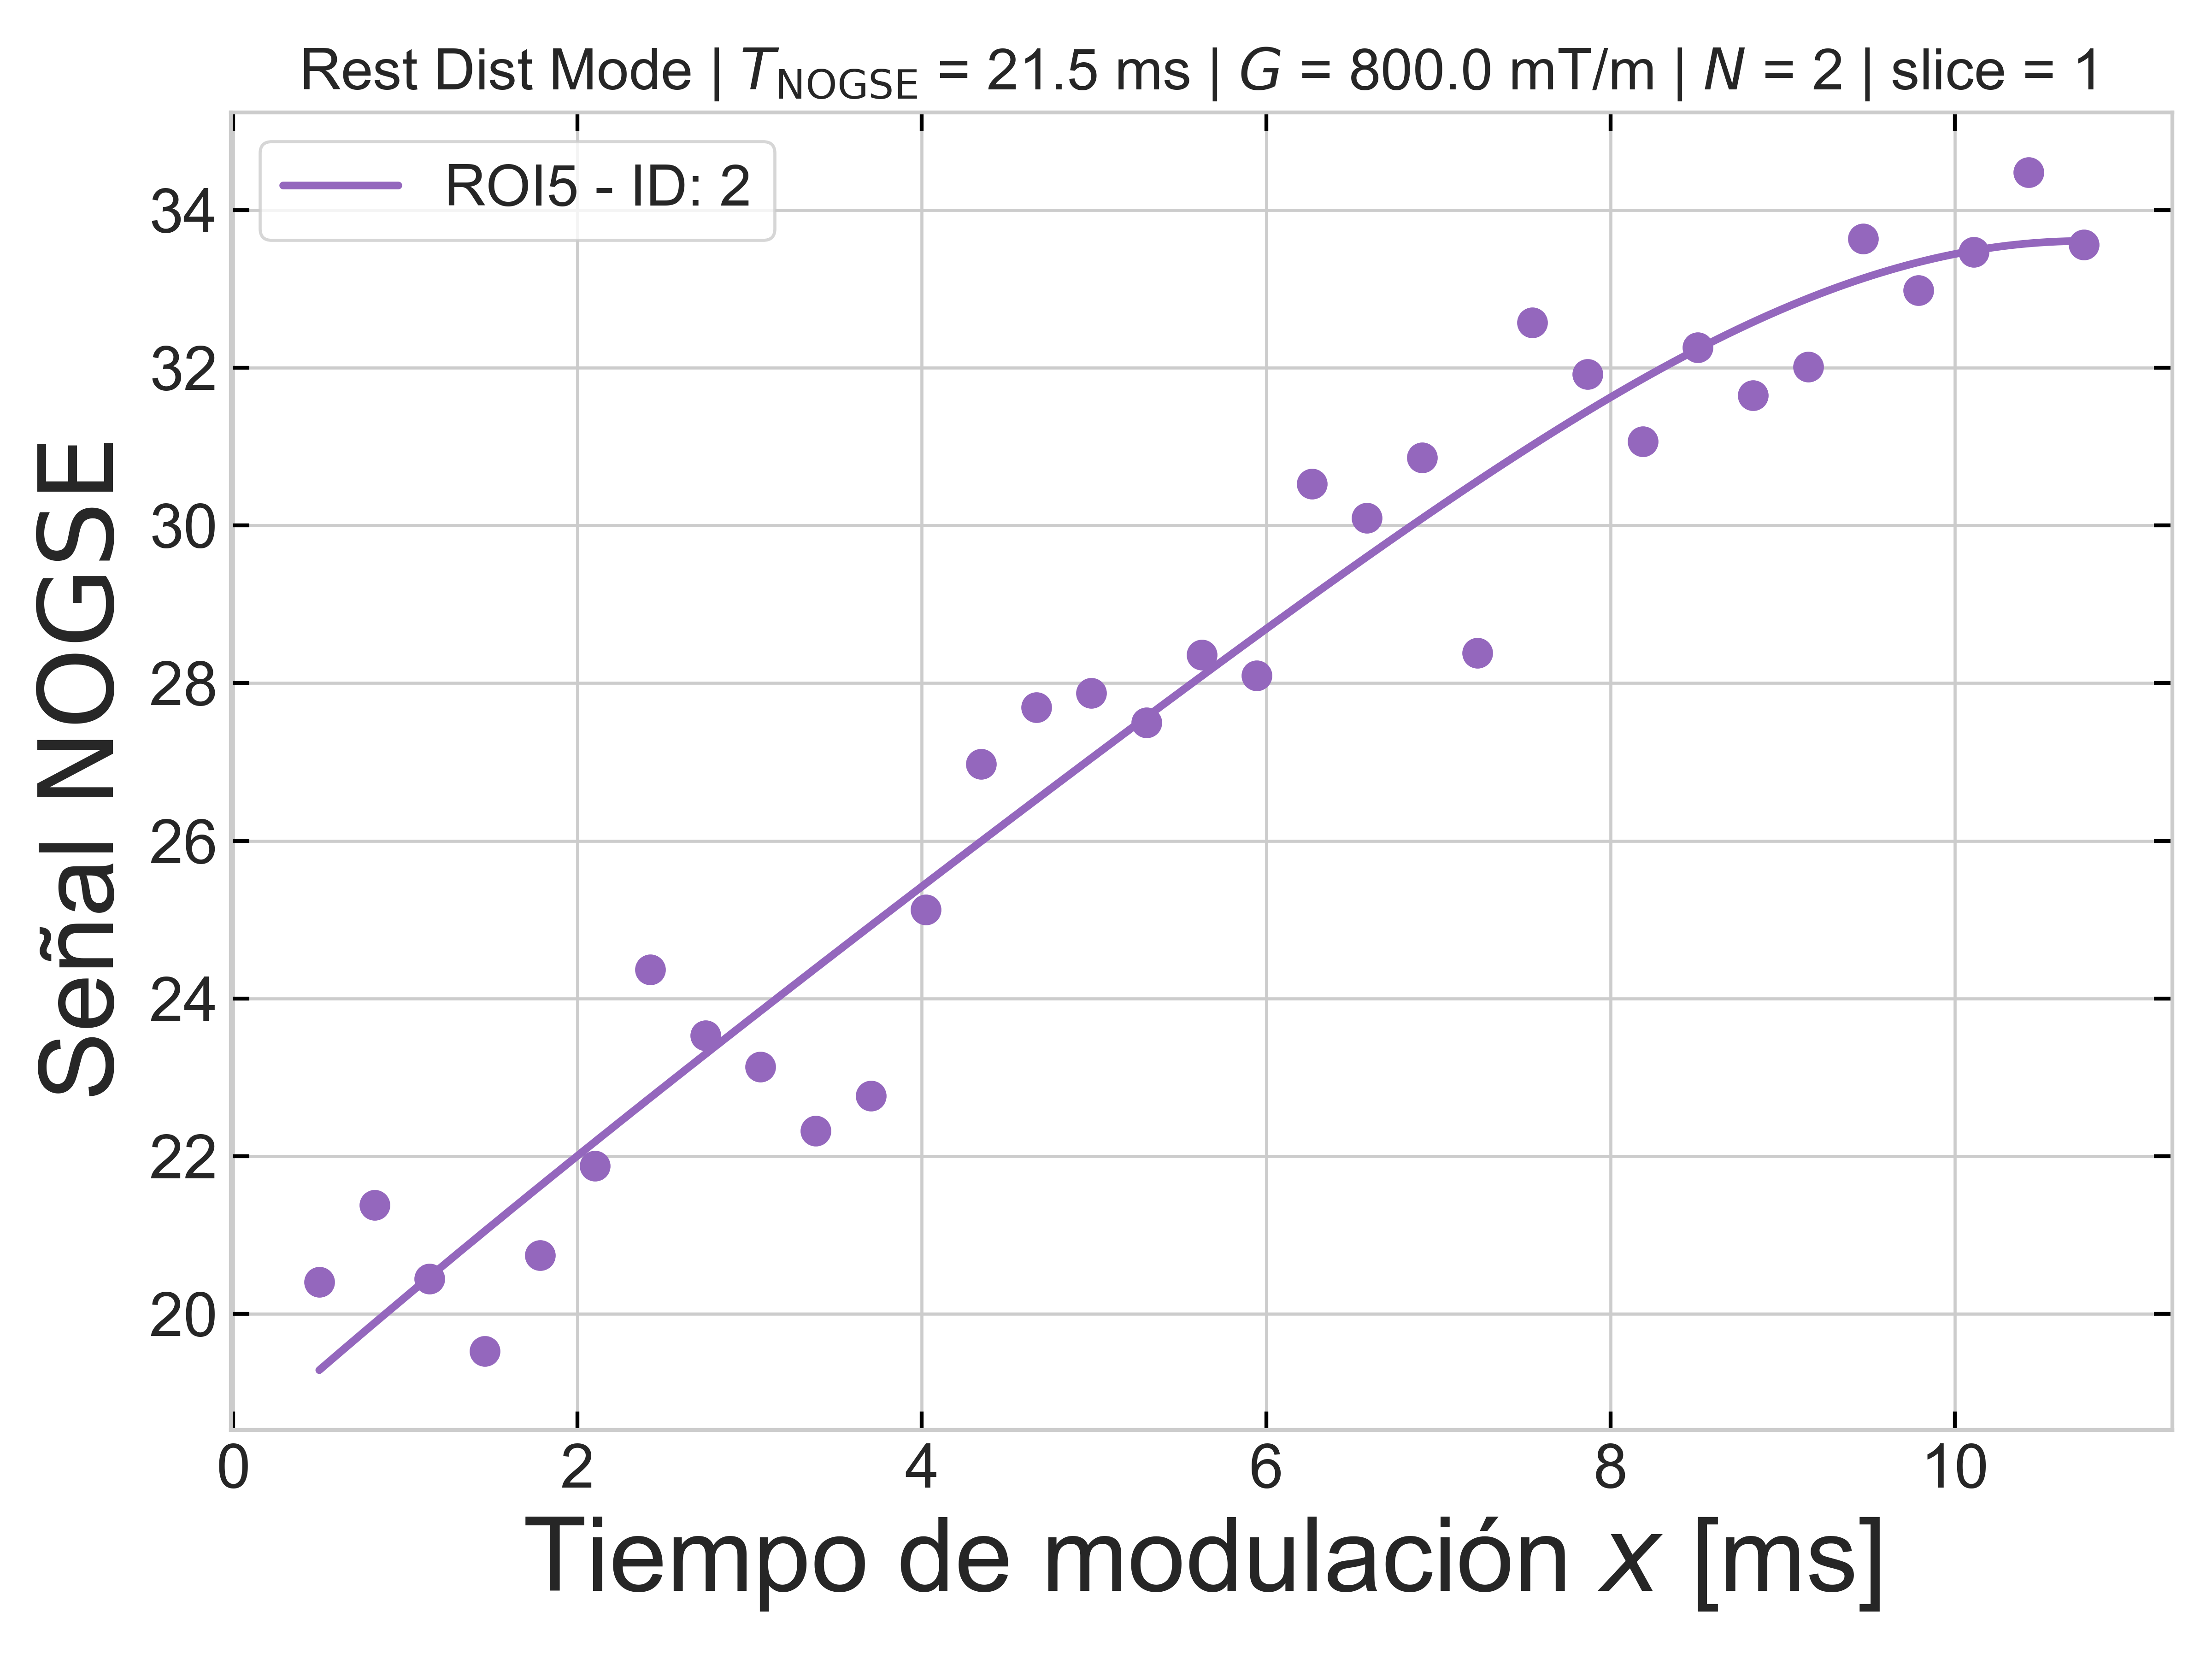 Rest Dist Mode | T_NOGSE = 21.5 ms | G = 800.0 mT/m | N = 2 | slice = 1
ROI5 - ID: 2
34
32
30
28
26
24
22
20
Señal NOGSE
0 2 4 6 8 10
Tiempo de modulación x [ms]